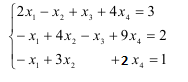 2x₁ − x₂ + x₃ + 4x₄ = 3
−x₁ + 4x₂ − x₃ + 9x₄ = 2
−x₁ + 3x₂ +2x₄ = 1